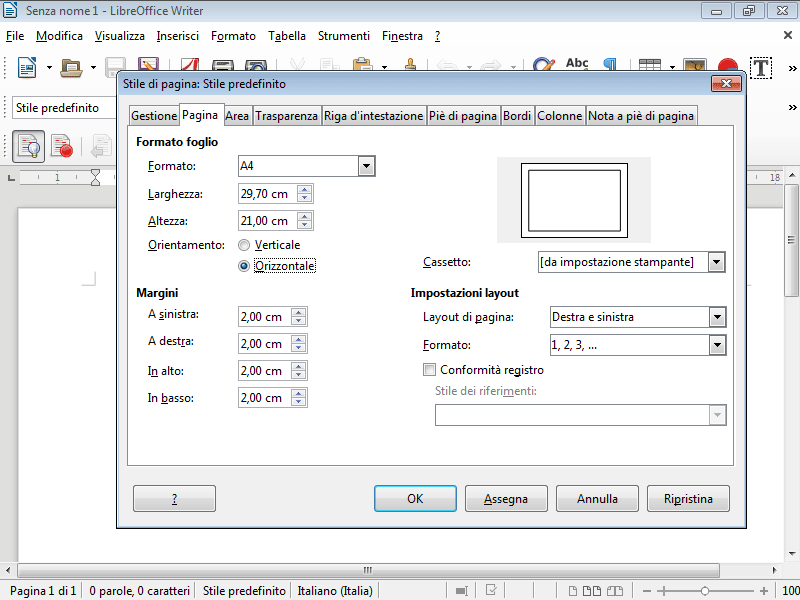 Senza nome 1 - LibreOffice Writer
File Modifica Visualizza Inserisci Formato Tabella Strumenti Finestra ?
Abc
T
Stile predefinito
Stile di pagina: Stile predefinito
Gestione Pagina Area Trasparenza Riga d'intestazione Piè di pagina Bordi Colonne Nota a piè di pagina
Formato foglio
Formato: A4
Larghezza: 29,70 cm
Altezza: 21,00 cm
Orientamento: Verticale
Orizzontale
Cassetto: [da impostazione stampante]
Margini
A sinistra: 2,00 cm
A destra: 2,00 cm
In alto: 2,00 cm
In basso: 2,00 cm
Impostazioni layout
Layout di pagina: Destra e sinistra
Formato: 1, 2, 3, ...
Conformità registro
Stile dei riferimenti:
? OK Assegna Annulla Ripristina
1 18
Pagina 1 di 1 0 parole, 0 caratteri Stile predefinito Italiano (Italia) 100